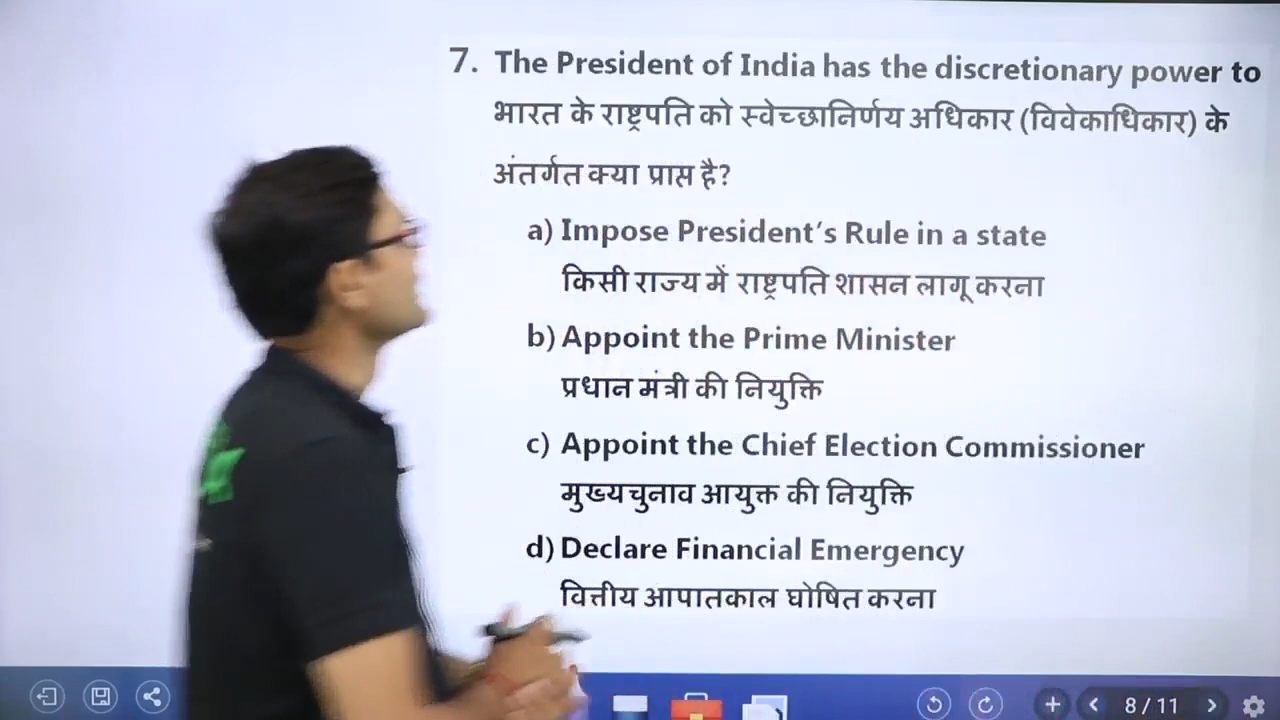 7. The President of India has the discretionary power to
भारत के राष्ट्रपति को स्वेच्छानिर्णय अधिकार (विवेकाधिकार) के
अंतर्गत क्या प्राप्त है?
a) Impose President's Rule in a state
किसी राज्य में राष्ट्रपति शासन लागू करना
b) Appoint the Prime Minister
प्रधान मंत्री की नियुक्ति
c) Appoint the Chief Election Commissioner
मुख्यचुनाव आयुक्त की नियुक्ति
d) Declare Financial Emergency
वित्तीय आपातकाल घोषित करना
8 / 11